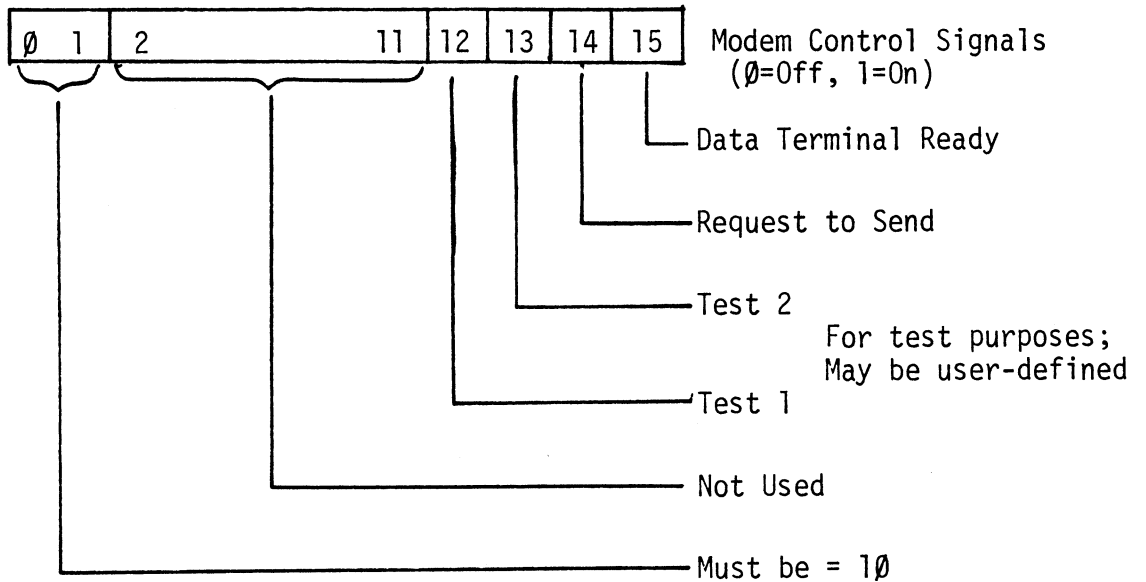 Ø 1 2 11 12 13 14 15 Modem Control Signals
(Ø=Off, 1=On)
Data Terminal Ready
Request to Send
Test 2
For test purposes;
May be user-defined
Test 1
Not Used
Must be = 1Ø